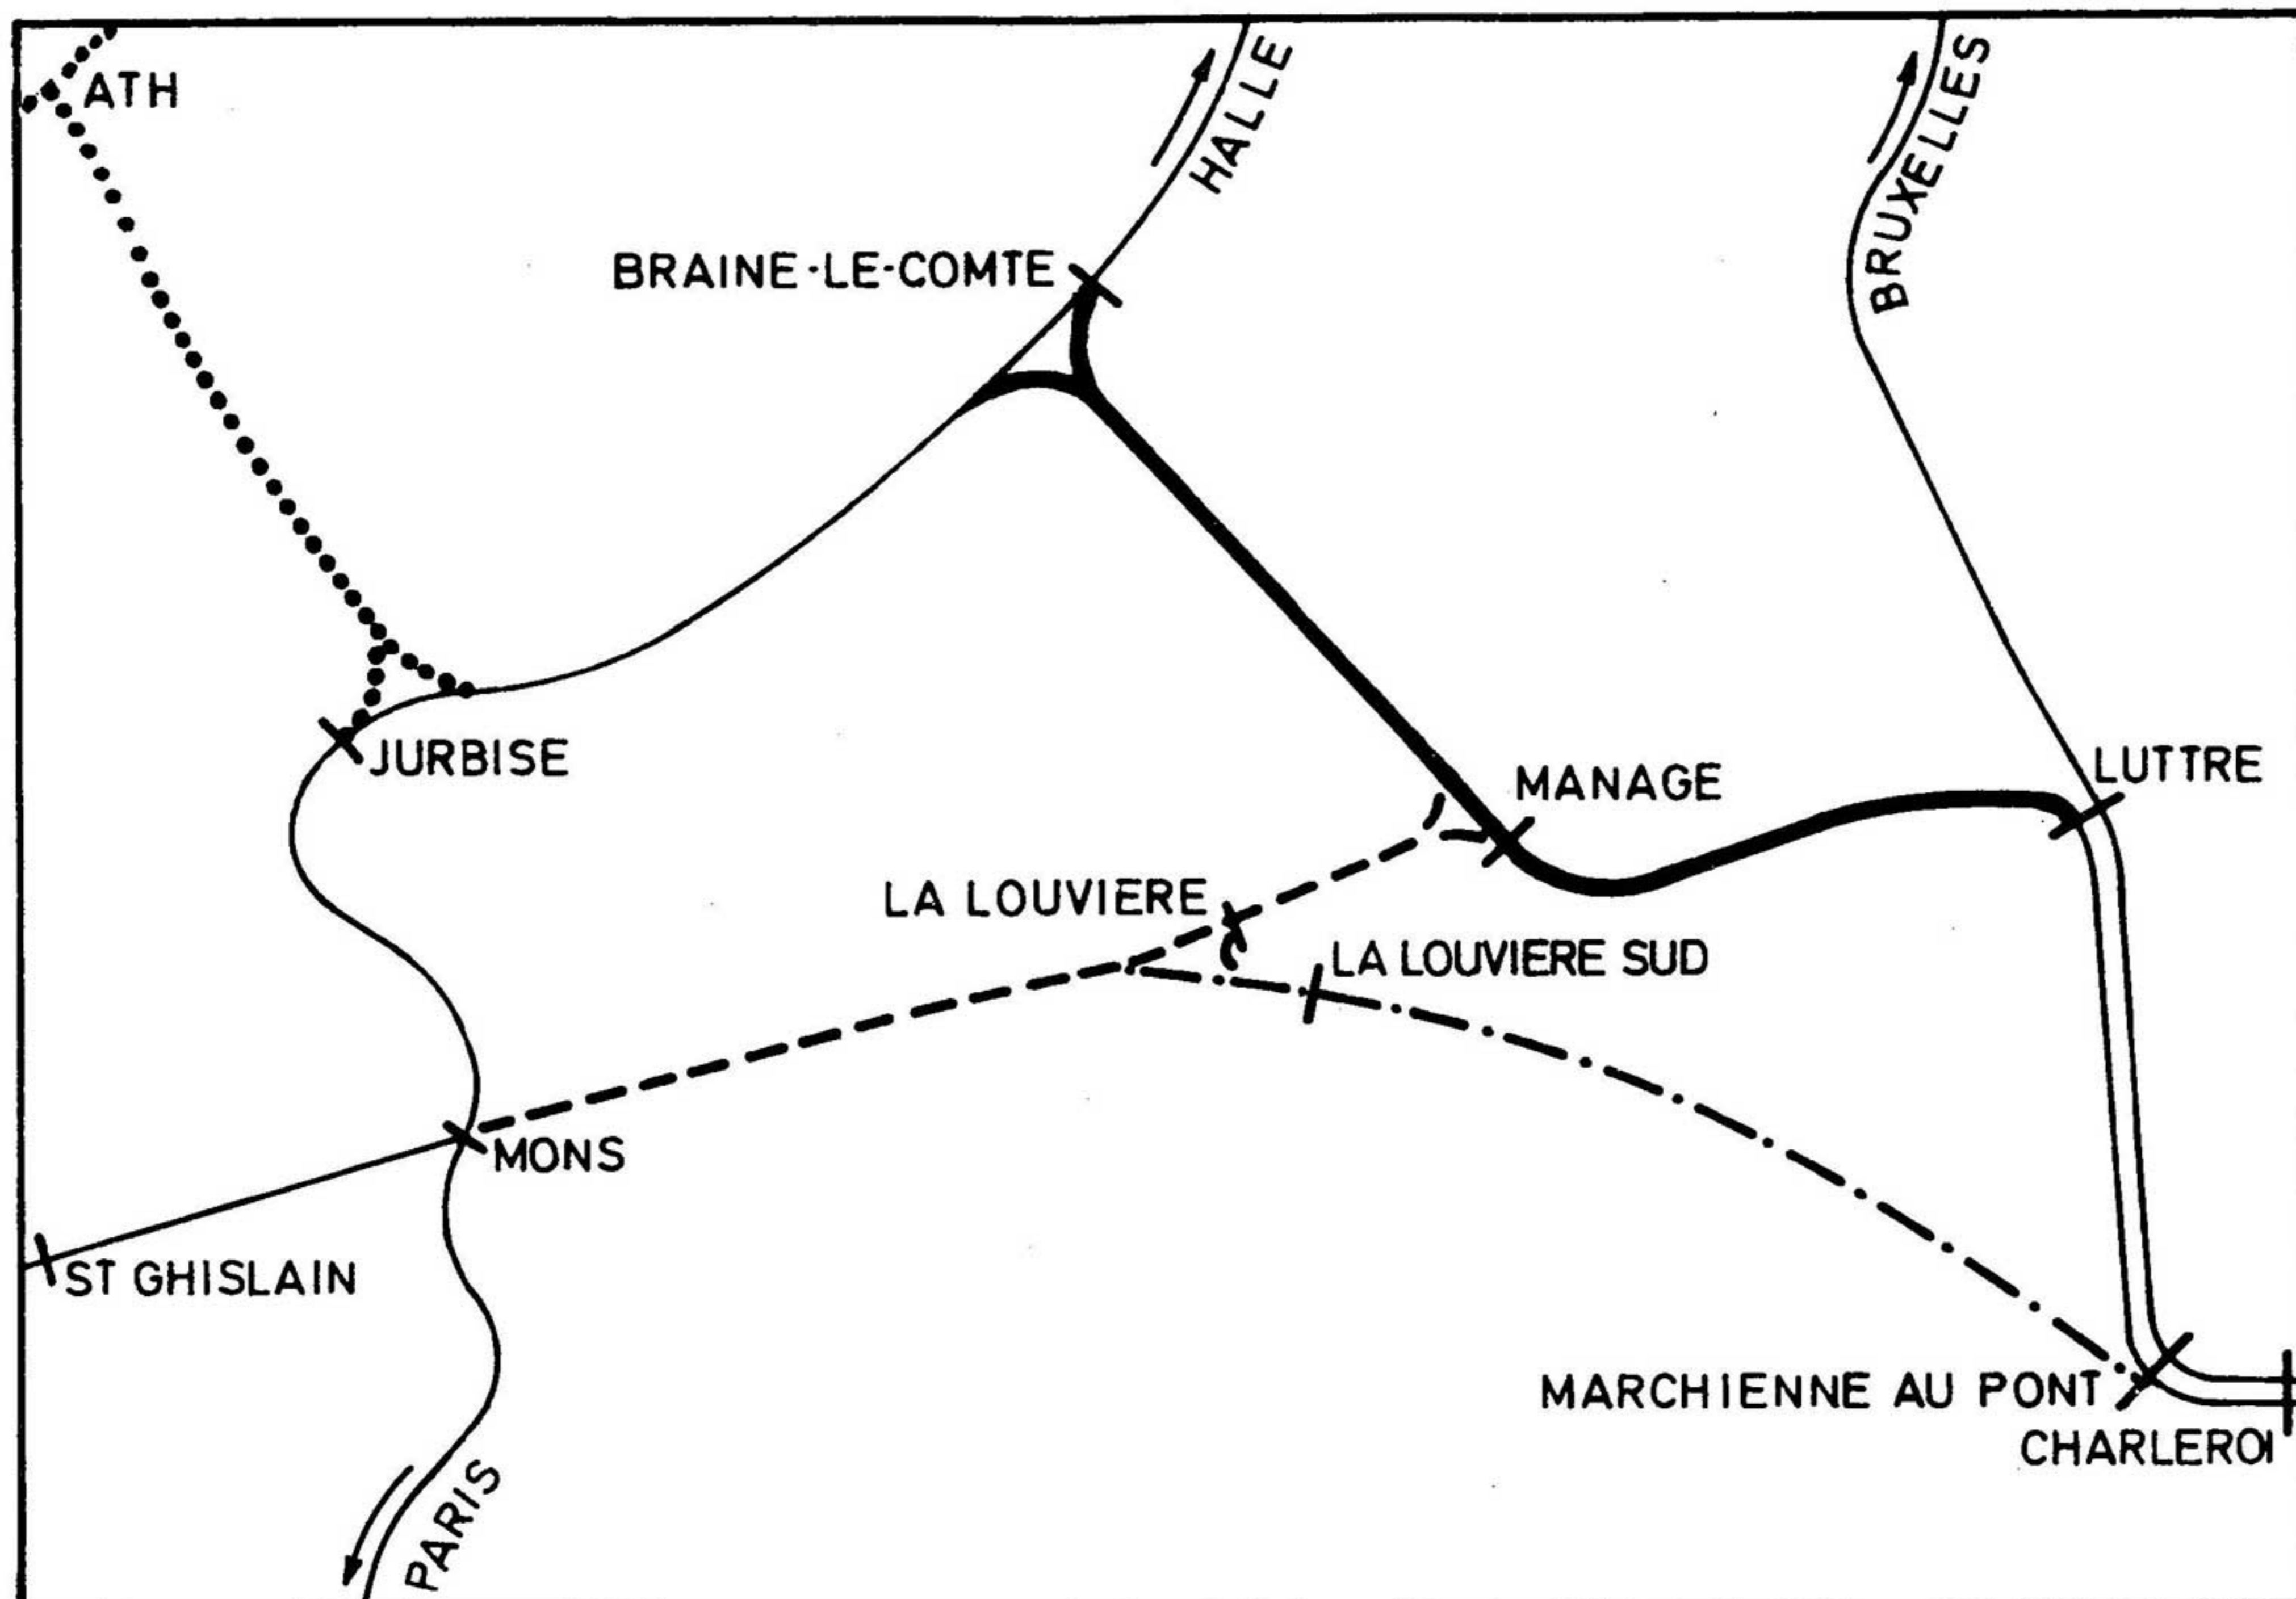 ATH
HALLE
BRUXELLES
BRAINE-LE-COMTE
JURBISE
MANAGE
LUTTRE
LA LOUVIERE
LA LOUVIERE SUD
MONS
ST GHISLAIN
MARCHIENNE AU PONT
CHARLEROI
PARIS